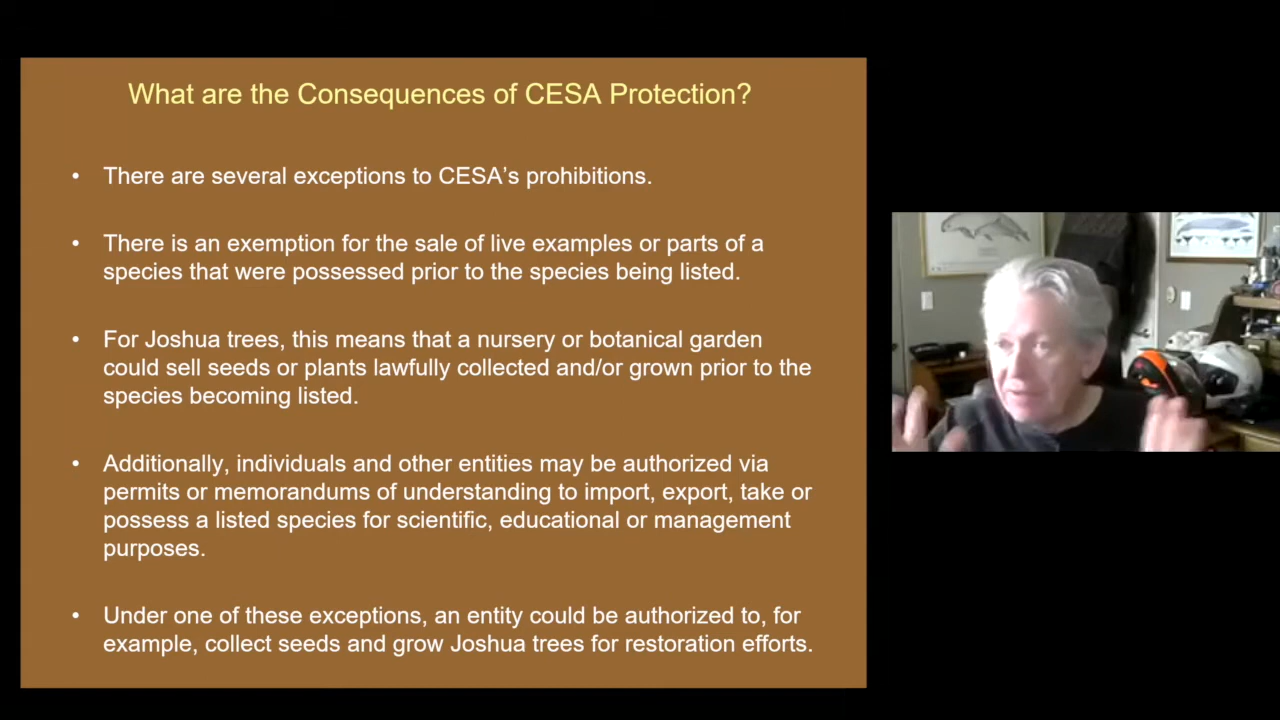 What are the Consequences of CESA Protection?
• There are several exceptions to CESA’s prohibitions.
• There is an exemption for the sale of live examples or parts of a
species that were possessed prior to the species being listed.
• For Joshua trees, this means that a nursery or botanical garden
could sell seeds or plants lawfully collected and/or grown prior to the
species becoming listed.
• Additionally, individuals and other entities may be authorized via
permits or memorandums of understanding to import, export, take or
possess a listed species for scientific, educational or management
purposes.
• Under one of these exceptions, an entity could be authorized to, for
example, collect seeds and grow Joshua trees for restoration efforts.